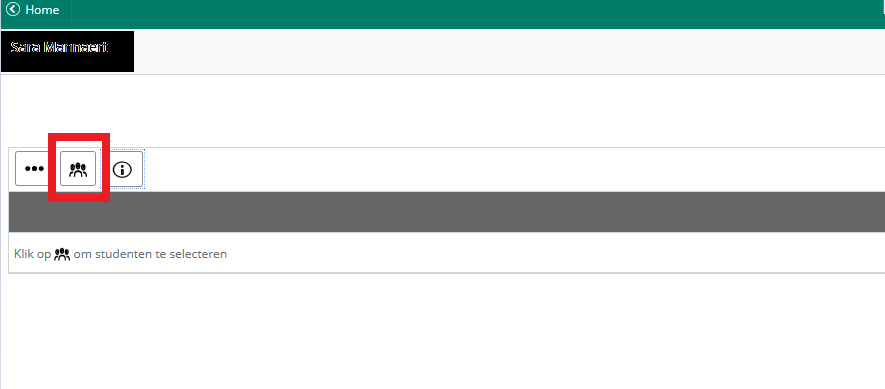 Home
Sara Mannaert
Klik op om studenten te selecteren